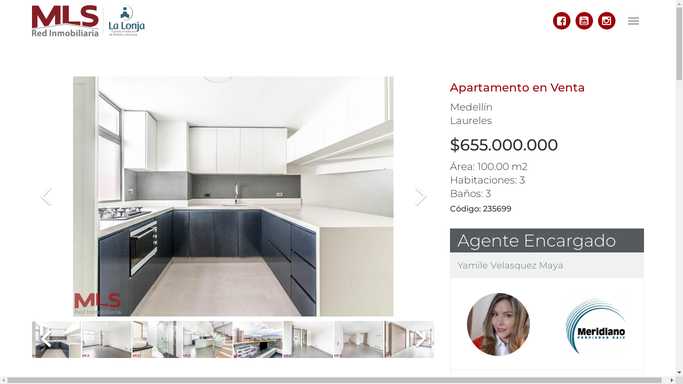 MLS
Red Inmobiliaria
La Lonja
Apartamento en Venta
Medellín
Laureles
$655.000.000
Área: 100.00 m2
Habitaciones: 3
Baños: 3
Código: 235699
MLS
Red Inmobiliaria
Agente Encargado
Yamile Velasquez Maya
Meridiano